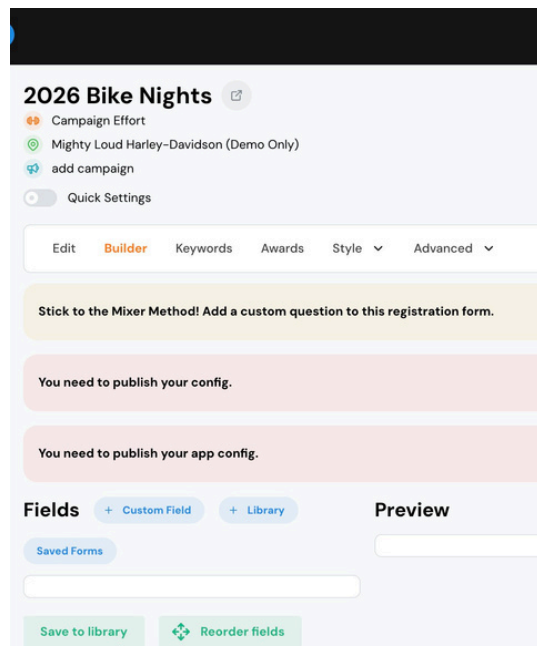 2026 Bike Nights
Campaign Effort
Mighty Loud Harley-Davidson (Demo Only)
add campaign
Quick Settings
Edit Builder Keywords Awards Style Advanced
Stick to the Mixer Method! Add a custom question to this registration form.
You need to publish your config.
You need to publish your app config.
Fields + Custom Field + Library Preview
Saved Forms
Save to library Reorder fields